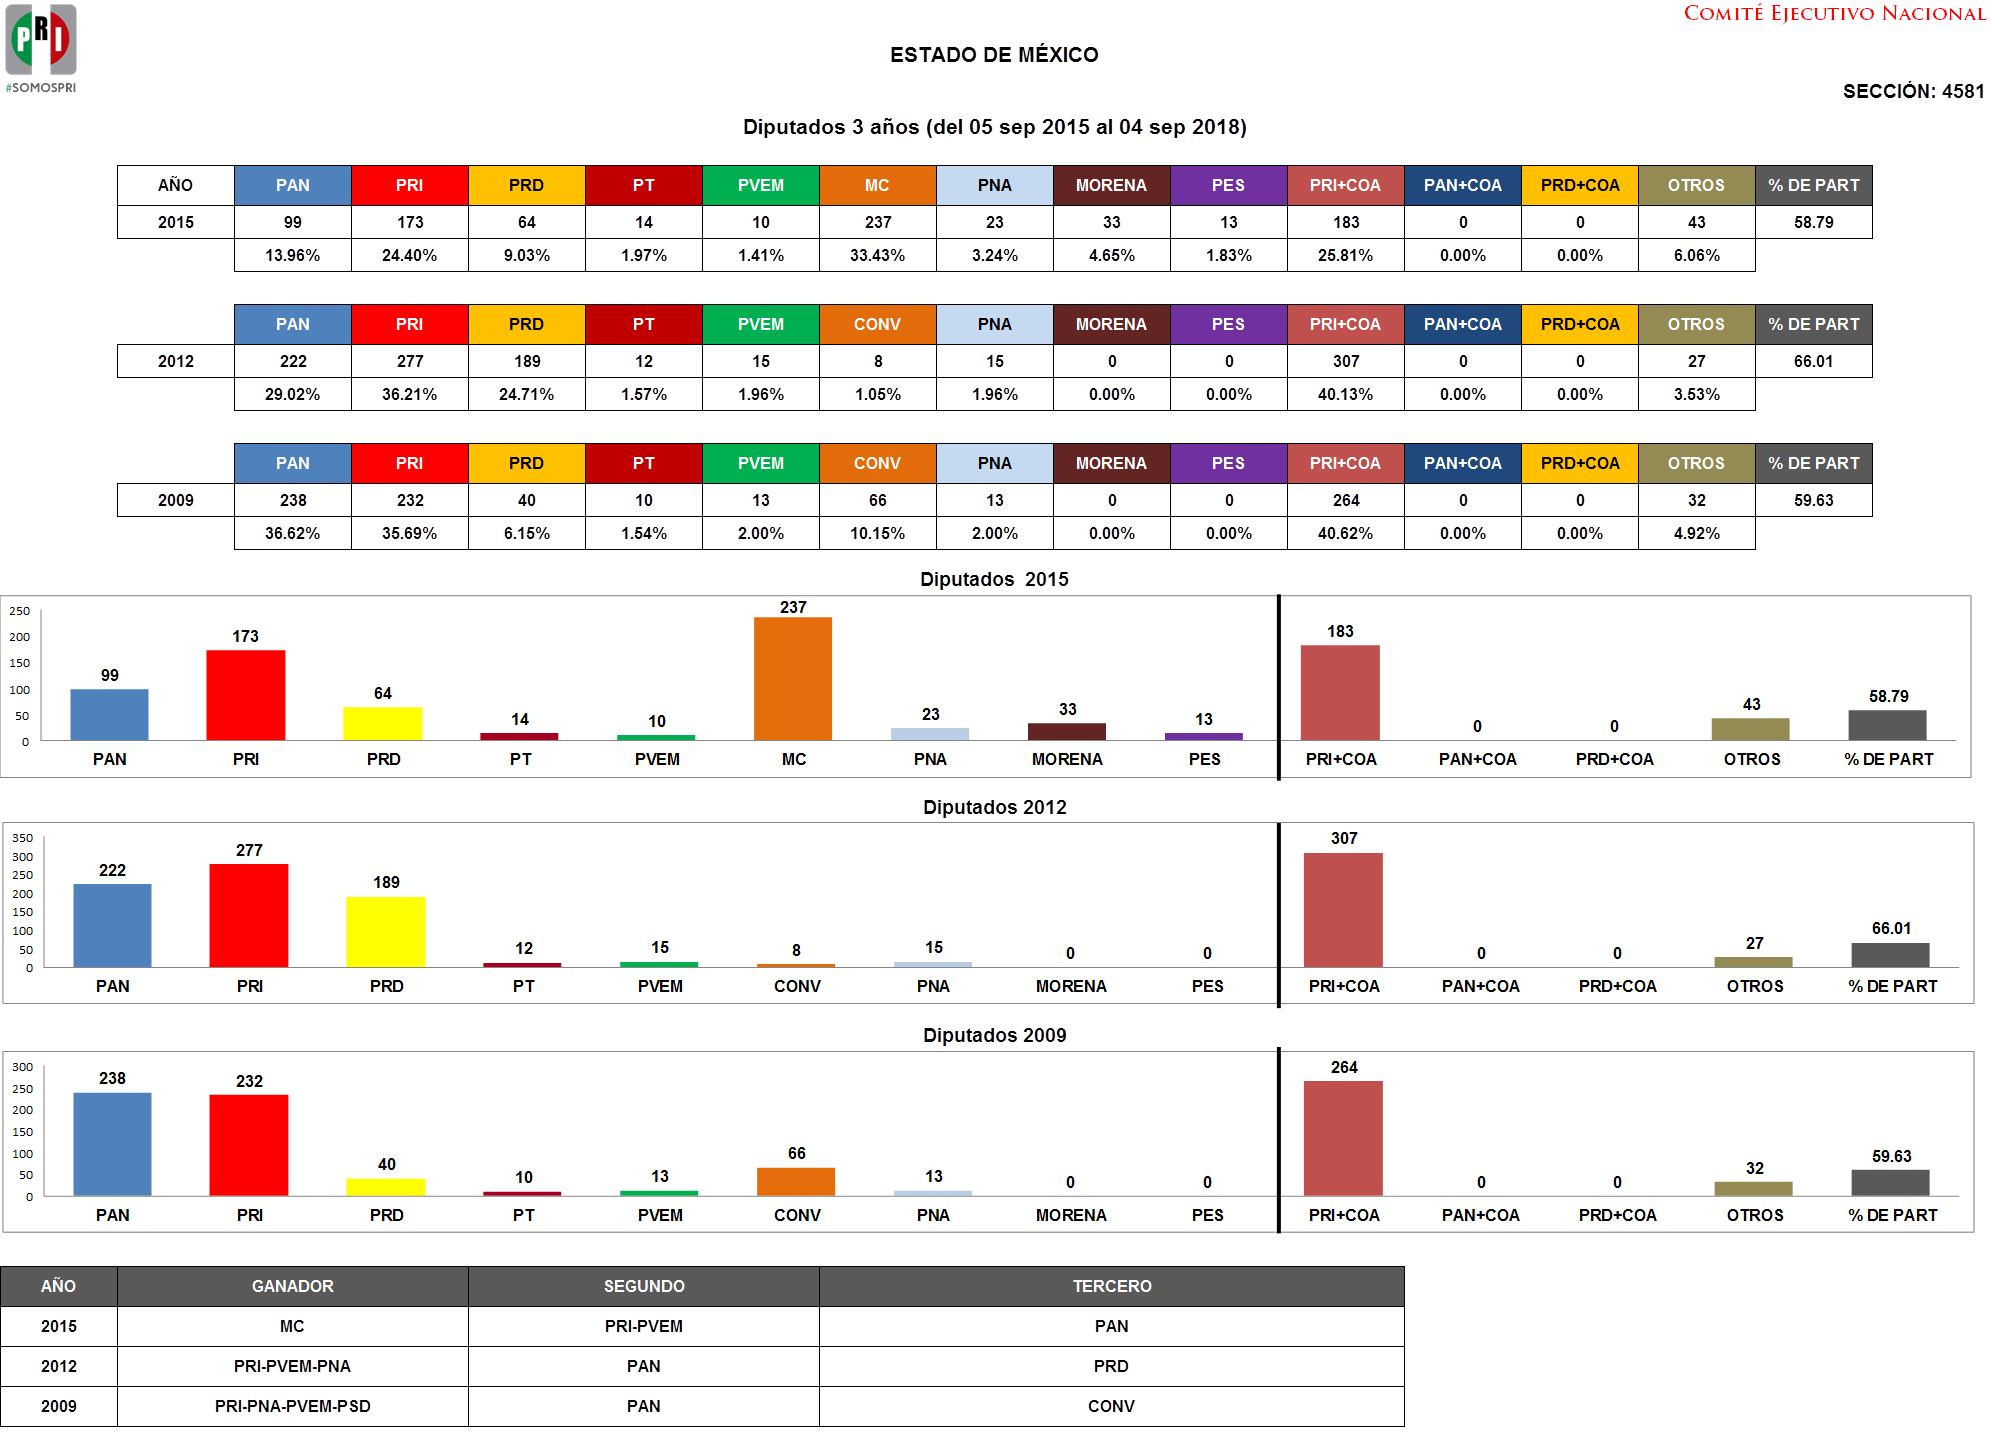 PRI
#SOMOSPRI
COMITÉ EJECUTIVO NACIONAL
ESTADO DE MÉXICO
SECCIÓN: 4581
Diputados 3 años (del 05 sep 2015 al 04 sep 2018)
AÑO PAN PRI PRD PT PVEM MC PNA MORENA PES PRI+COA PAN+COA PRD+COA OTROS % DE PART
2015 99 173 64 14 10 237 23 33 13 183 0 0 43 58.79
13.96% 24.40% 9.03% 1.97% 1.41% 33.43% 3.24% 4.65% 1.83% 25.81% 0.00% 0.00% 6.06%
PAN PRI PRD PT PVEM CONV PNA MORENA PES PRI+COA PAN+COA PRD+COA OTROS % DE PART
2012 222 277 189 12 15 8 15 0 0 307 0 0 27 66.01
29.02% 36.21% 24.71% 1.57% 1.96% 1.05% 1.96% 0.00% 0.00% 40.13% 0.00% 0.00% 3.53%
PAN PRI PRD PT PVEM CONV PNA MORENA PES PRI+COA PAN+COA PRD+COA OTROS % DE PART
2009 238 232 40 10 13 66 13 0 0 264 0 0 32 59.63
36.62% 35.69% 6.15% 1.54% 2.00% 10.15% 2.00% 0.00% 0.00% 40.62% 0.00% 0.00% 4.92%
Diputados 2015
250
200
150
100
50
0
99 173 64 14 10 237 23 33 13 183 0 0 43 58.79
PAN PRI PRD PT PVEM MC PNA MORENA PES PRI+COA PAN+COA PRD+COA OTROS % DE PART
Diputados 2012
350
300
250
200
150
100
50
0
222 277 189 12 15 8 15 0 0 307 0 0 27 66.01
PAN PRI PRD PT PVEM CONV PNA MORENA PES PRI+COA PAN+COA PRD+COA OTROS % DE PART
Diputados 2009
300
250
200
150
100
50
0
238 232 40 10 13 66 13 0 0 264 0 0 32 59.63
PAN PRI PRD PT PVEM CONV PNA MORENA PES PRI+COA PAN+COA PRD+COA OTROS % DE PART
AÑO GANADOR SEGUNDO TERCERO
2015 MC PRI-PVEM PAN
2012 PRI-PVEM-PNA PAN PRD
2009 PRI-PNA-PVEM-PSD PAN CONV